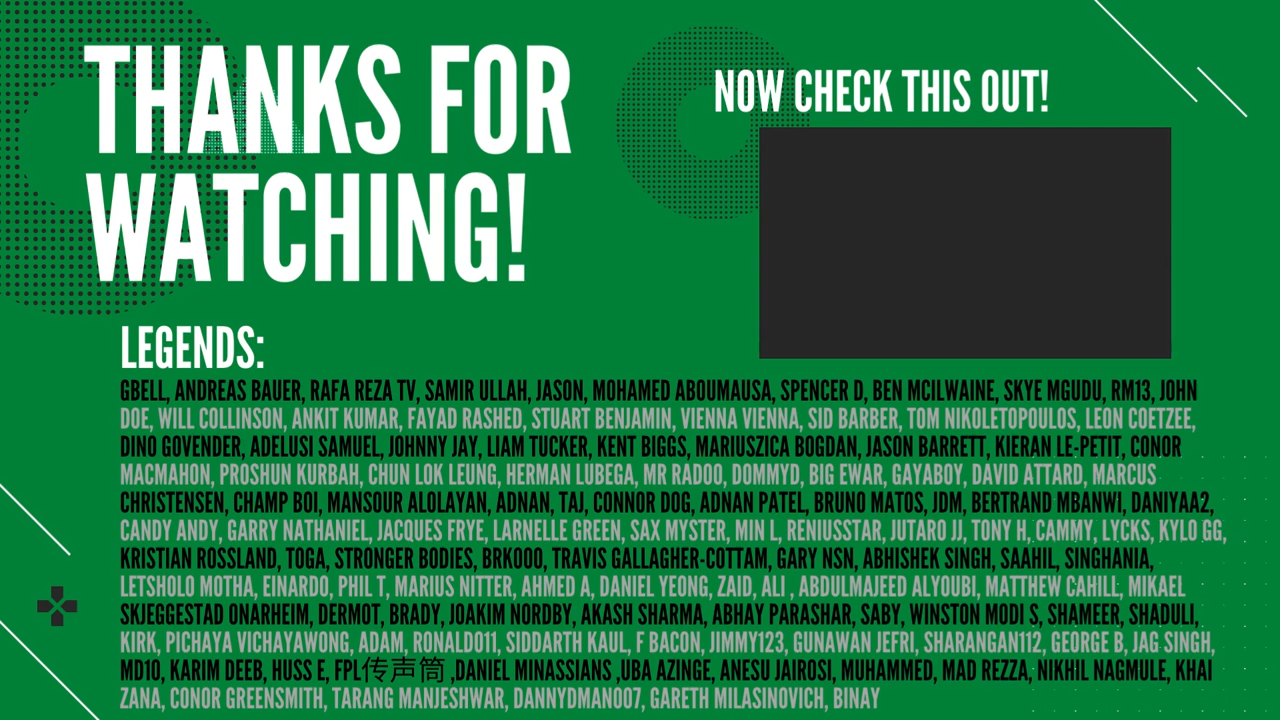 THANKS FOR
WATCHING!
NOW CHECK THIS OUT!
LEGENDS:
GBELL, ANDREAS BAUER, RAFA REZA TV, SAMIR ULLAH, JASON, MOHAMED ABOUMAUSA, SPENCER D, BEN MCILWAINE, SKYE MGUDU, RM13, JOHN
DOE, WILL COLLINSON, ANKIT KUMAR, FAYAD RASHED, STUART BENJAMIN, VIENNA VIENNA, SID BARBER, TOM NIKOLETOPOULOS, LEON COETZEE,
DINO GOVENDER, ADELUSI SAMUEL, JOHNNY JAY, LIAM TUCKER, KENT BIGGS, MARIUSZICA BOGDAN, JASON BARRETT, KIERAN LE-PETIT, CONOR
MACMAHON, PROSHUN KURBAH, CHUN LOK LEUNG, HERMAN LUBEGA, MR RADOO, DOMMYD, BIG EWAR, GAYABOY, DAVID ATTARD, MARCUS
CHRISTENSEN, CHAMP BOI, MANSOUR ALOLAYAN, ADNAN, TAJ, CONNOR DOG, ADNAN PATEL, BRUNO MATOS, JDM, BERTRAND MBANW1, DANIYAA2,
CANDY ANDY, GARRY NATHANIEL, JACQUES FRYE, LARNELLE GREEN, SAX MYSTER, MIN L, RENIUSSTAR, JUTARO JJ, TONY H, CAMMY, LYCKS, KYLO GG,
KRISTIAN ROSSLAND, TOGA, STRONGER BODIES, BRK000, TRAVIS GALLAGHER-COTTAM, GARY NSN, ABHISHEK SINGH, SAAHIL, SINGHANIA,
LETSHOLO MOTHA, EINARDO, PHIL T, MARIUS NITTER, AHMED A, DANIEL YEONG, ZAID, ALI , ABDULMAJEED ALYOUBI, MATTHEW CAHILL, MIKAEL
SKJEGGESTAD ONARHEIM, DERMOT, BRADY, JOAKIM NORDBY, AKASH SHARMA, ABHAY PARASHAR, SABY, WINSTON MODI S, SHAMEER, SHADULI,
KIRK, PICHAYA VICHAYAWONG, ADAM, RONALDO11, SIDDARTH KAUL, F BACON, JIMMY123, GUNAWAN JEFRI, SHARANGAN112, GEORGE B, JAG SINGH,
MD10, KARIM DEEB, HUSS E, FPL传声筒 ,DANIEL MINASSIANS ,UBA AZINGE, ANESU JAIROSI, MUHAMMED, MAD REZZA, NIKHIL NAGMULE, KHAI
ZANA, CONOR GREENSMITH, TARANG MANJESHWAR, DANNYDMAN007, GARETH MILASINOVICH, BINAY